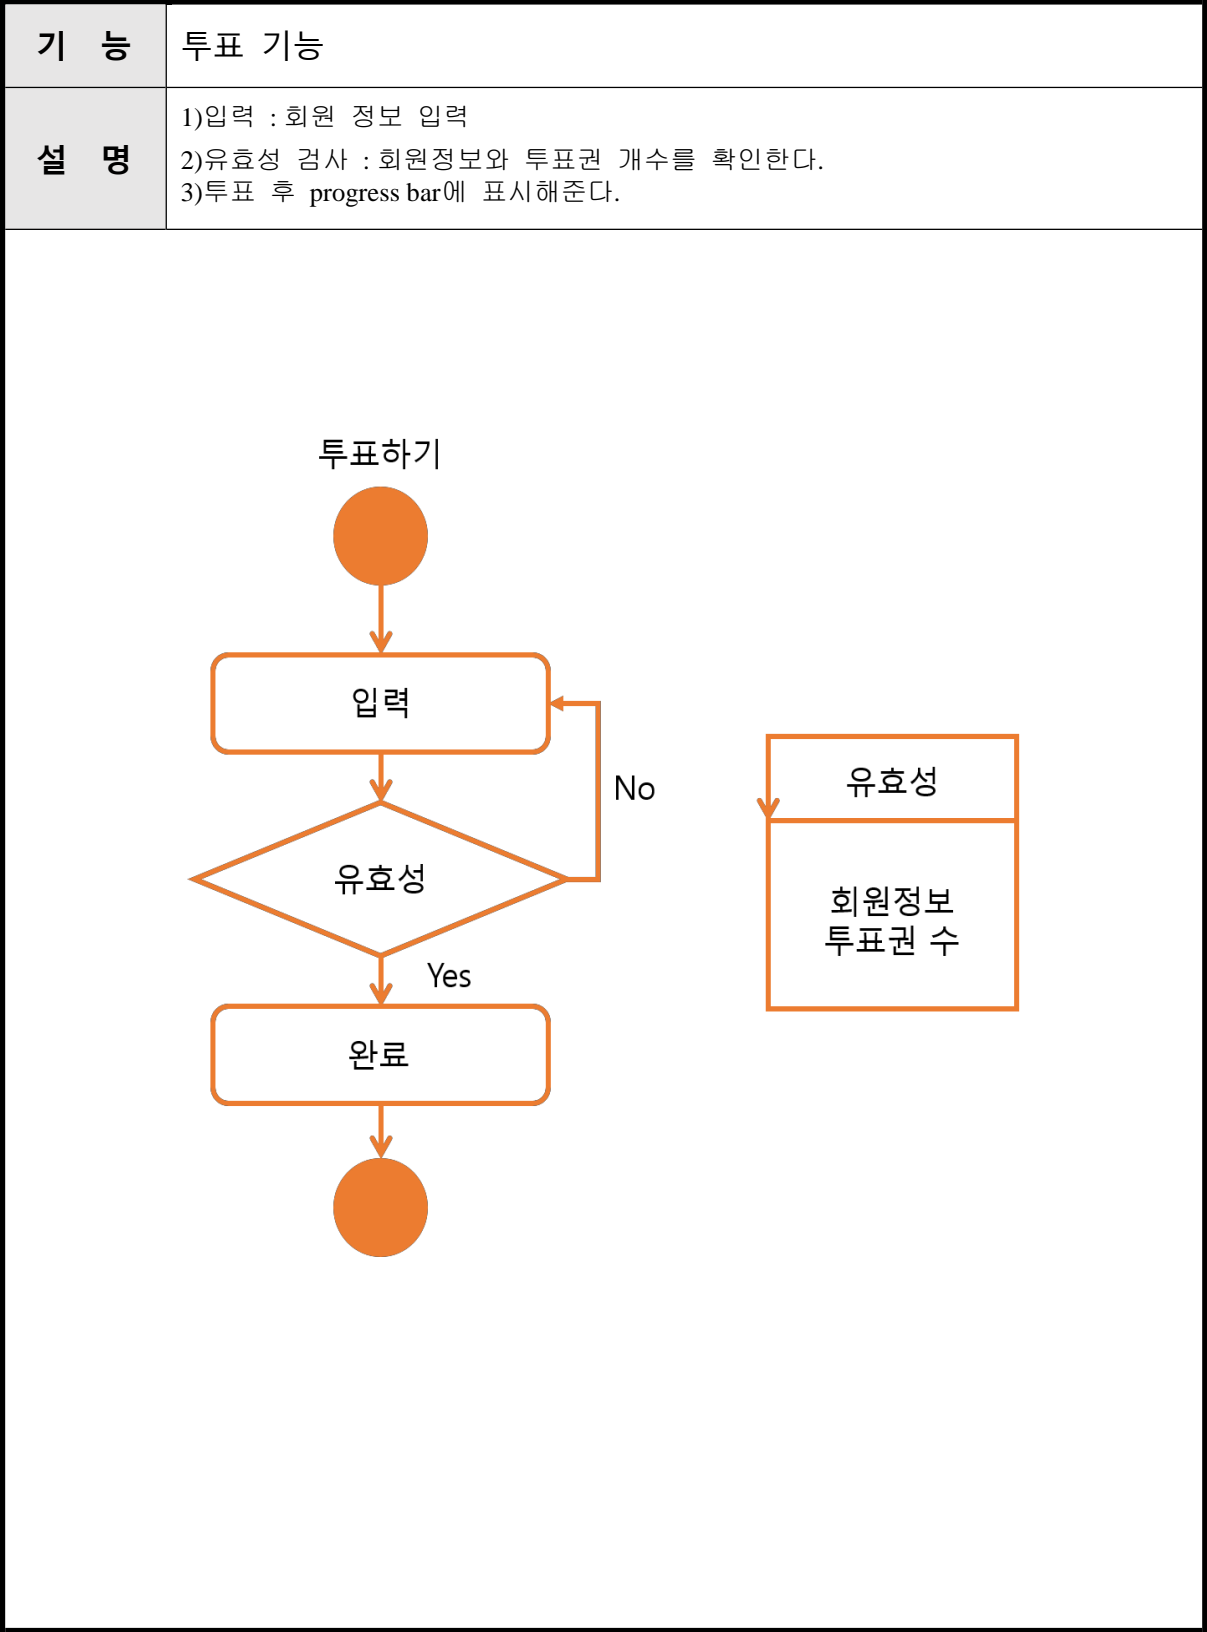 기 능
투표 기능
설 명
1)입력 : 회원 정보 입력
2)유효성 검사 : 회원정보와 투표권 개수를 확인한다.
3)투표 후 progress bar에 표시해준다.
투표하기
입력
No
유효성
Yes
완료
유효성
회원정보
투표권 수